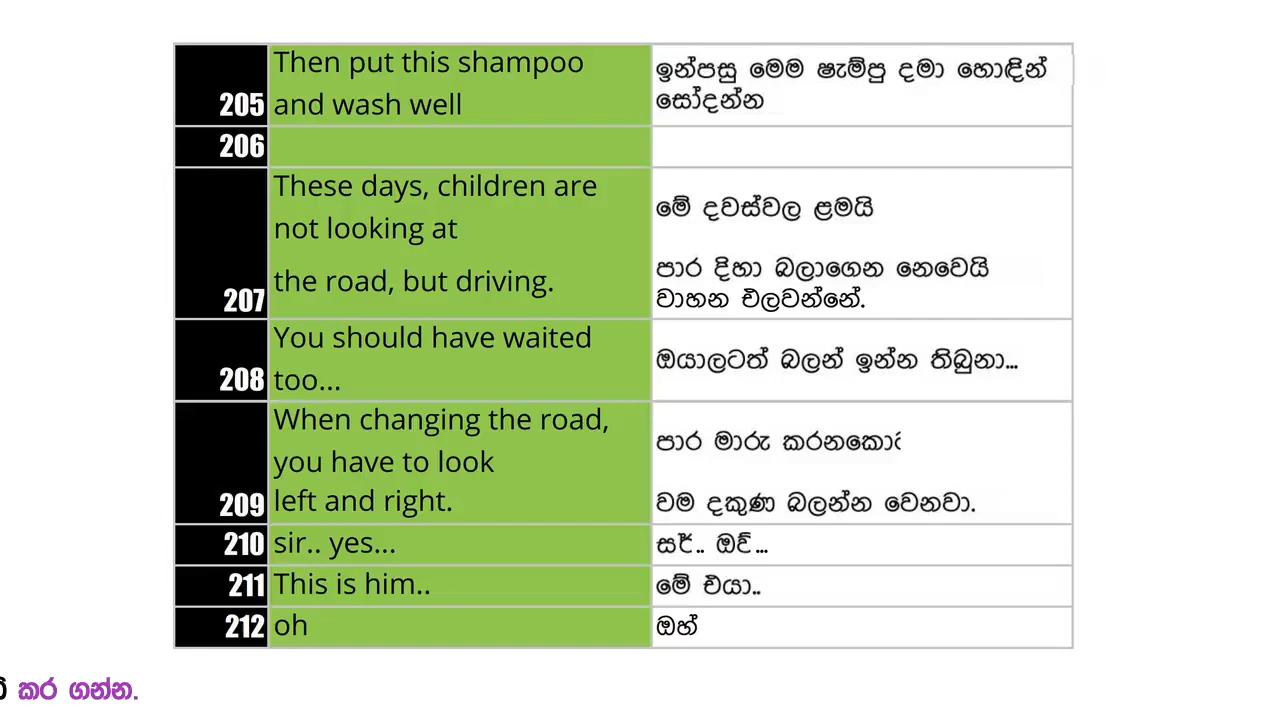 Then put this shampoo
205 and wash well
ඉන්පසු මෙම ෂැම්පු දමා හොඳින්
සෝදන්න
206
These days, children are
not looking at
207 the road, but driving.
මේ දවස්වල ළමයි
පාර දිහා බලාගෙන නෙවෙයි
වාහන එලවන්නේ.
You should have waited
208 too...
ඔයාලටත් බලන් ඉන්න තිබුනා...
When changing the road,
you have to look
209 left and right.
පාර මාරු
වම දකුණ බලන්න වෙනවා.
210 sir.. yes... සර්.. ඔව්...
211 This is him.. මේ එයා..
212 oh ඔහ්
කර ගන්න.